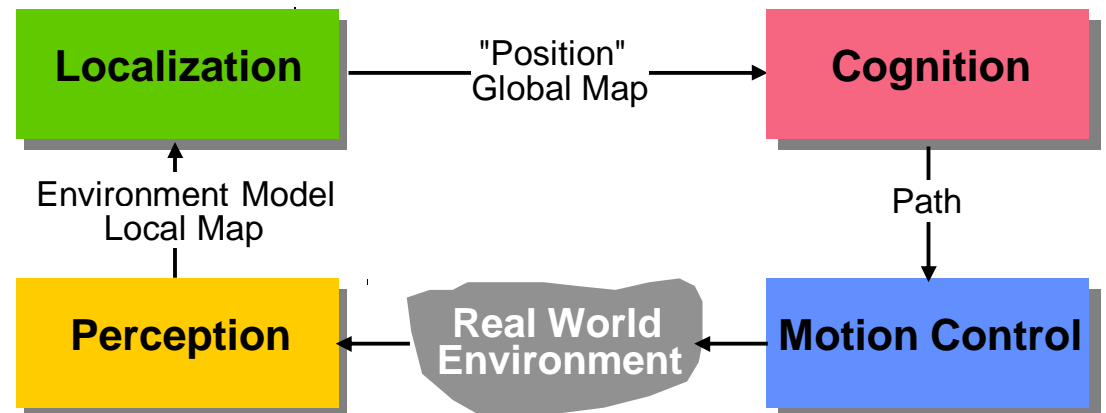 Localization
"Position"
Global Map
Cognition
Environment Model
Local Map
Path
Perception
Real World
Environment
Motion Control